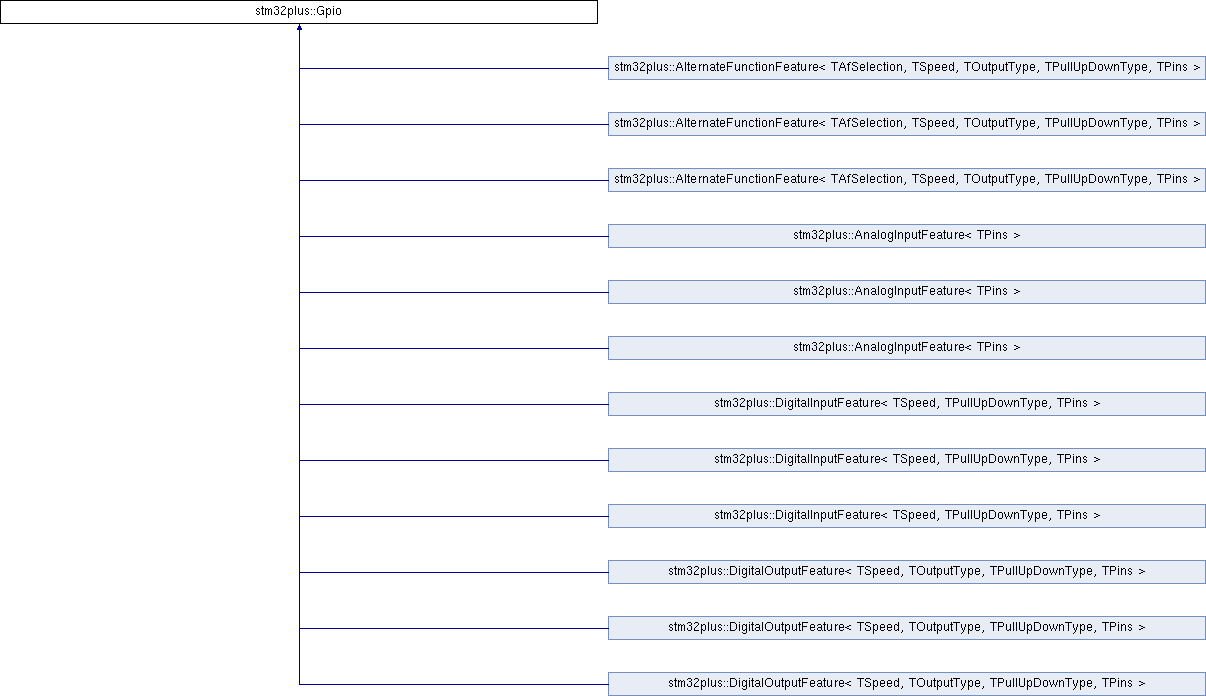 stm32plus::Gpio
stm32plus::AlternateFunctionFeature< TAfSelection, TSpeed, TOutputType, TPullUpDownType, TPins >
stm32plus::AlternateFunctionFeature< TAfSelection, TSpeed, TOutputType, TPullUpDownType, TPins >
stm32plus::AlternateFunctionFeature< TAfSelection, TSpeed, TOutputType, TPullUpDownType, TPins >
stm32plus::AnalogInputFeature< TPins >
stm32plus::AnalogInputFeature< TPins >
stm32plus::AnalogInputFeature< TPins >
stm32plus::DigitalInputFeature< TSpeed, TPullUpDownType, TPins >
stm32plus::DigitalInputFeature< TSpeed, TPullUpDownType, TPins >
stm32plus::DigitalInputFeature< TSpeed, TPullUpDownType, TPins >
stm32plus::DigitalOutputFeature< TSpeed, TOutputType, TPullUpDownType, TPins >
stm32plus::DigitalOutputFeature< TSpeed, TOutputType, TPullUpDownType, TPins >
stm32plus::DigitalOutputFeature< TSpeed, TOutputType, TPullUpDownType, TPins >